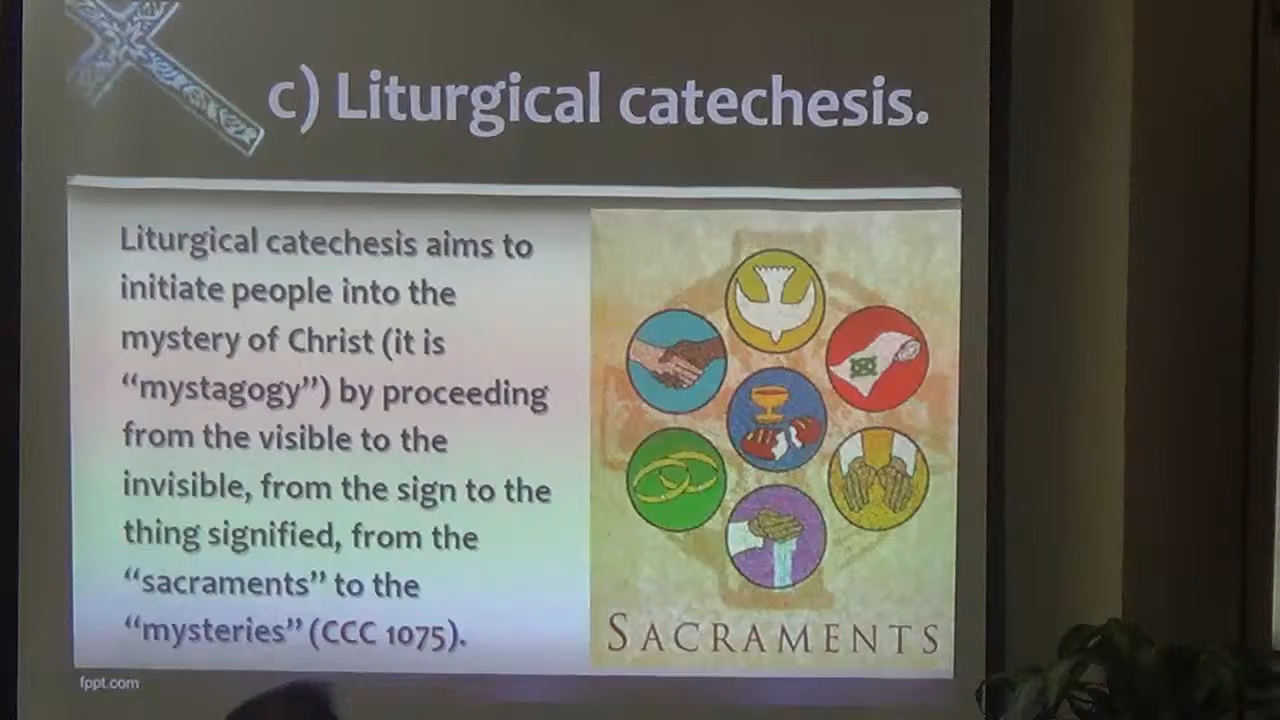 c) Liturgical catechesis.
Liturgical catechesis aims to
initiate people into the
mystery of Christ (it is
“mystagogy”) by proceeding
from the visible to the
invisible, from the sign to the
thing signified, from the
“sacraments” to the
“mysteries” (CCC 1075).
SACRAMENTS
fppt.com